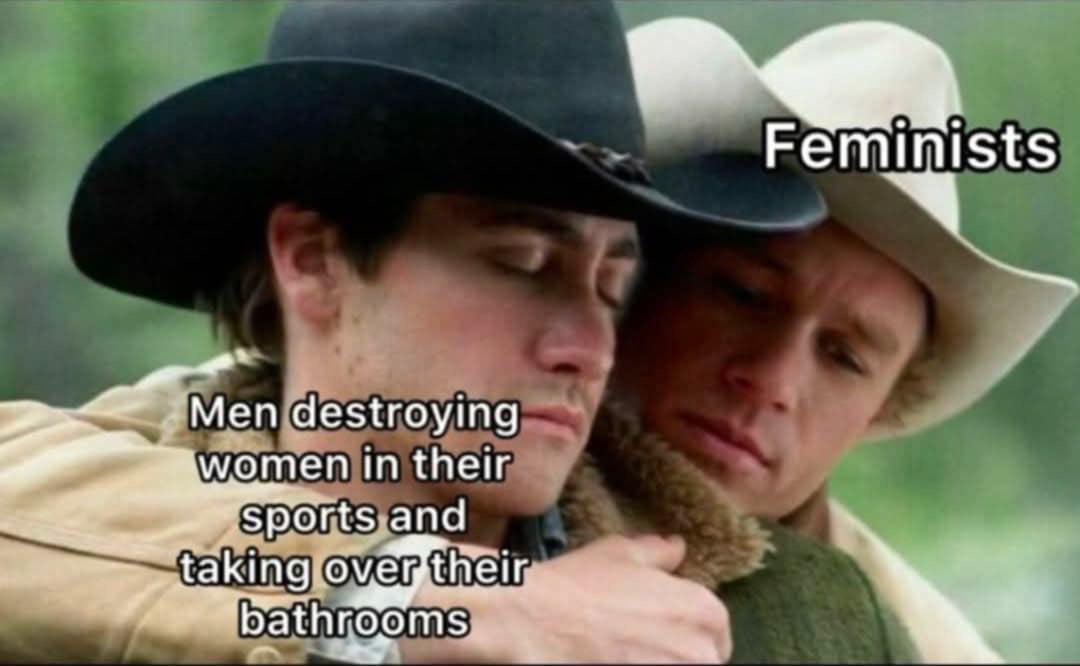 Feminists
Men destroying
women in their
sports and
taking over their
bathrooms